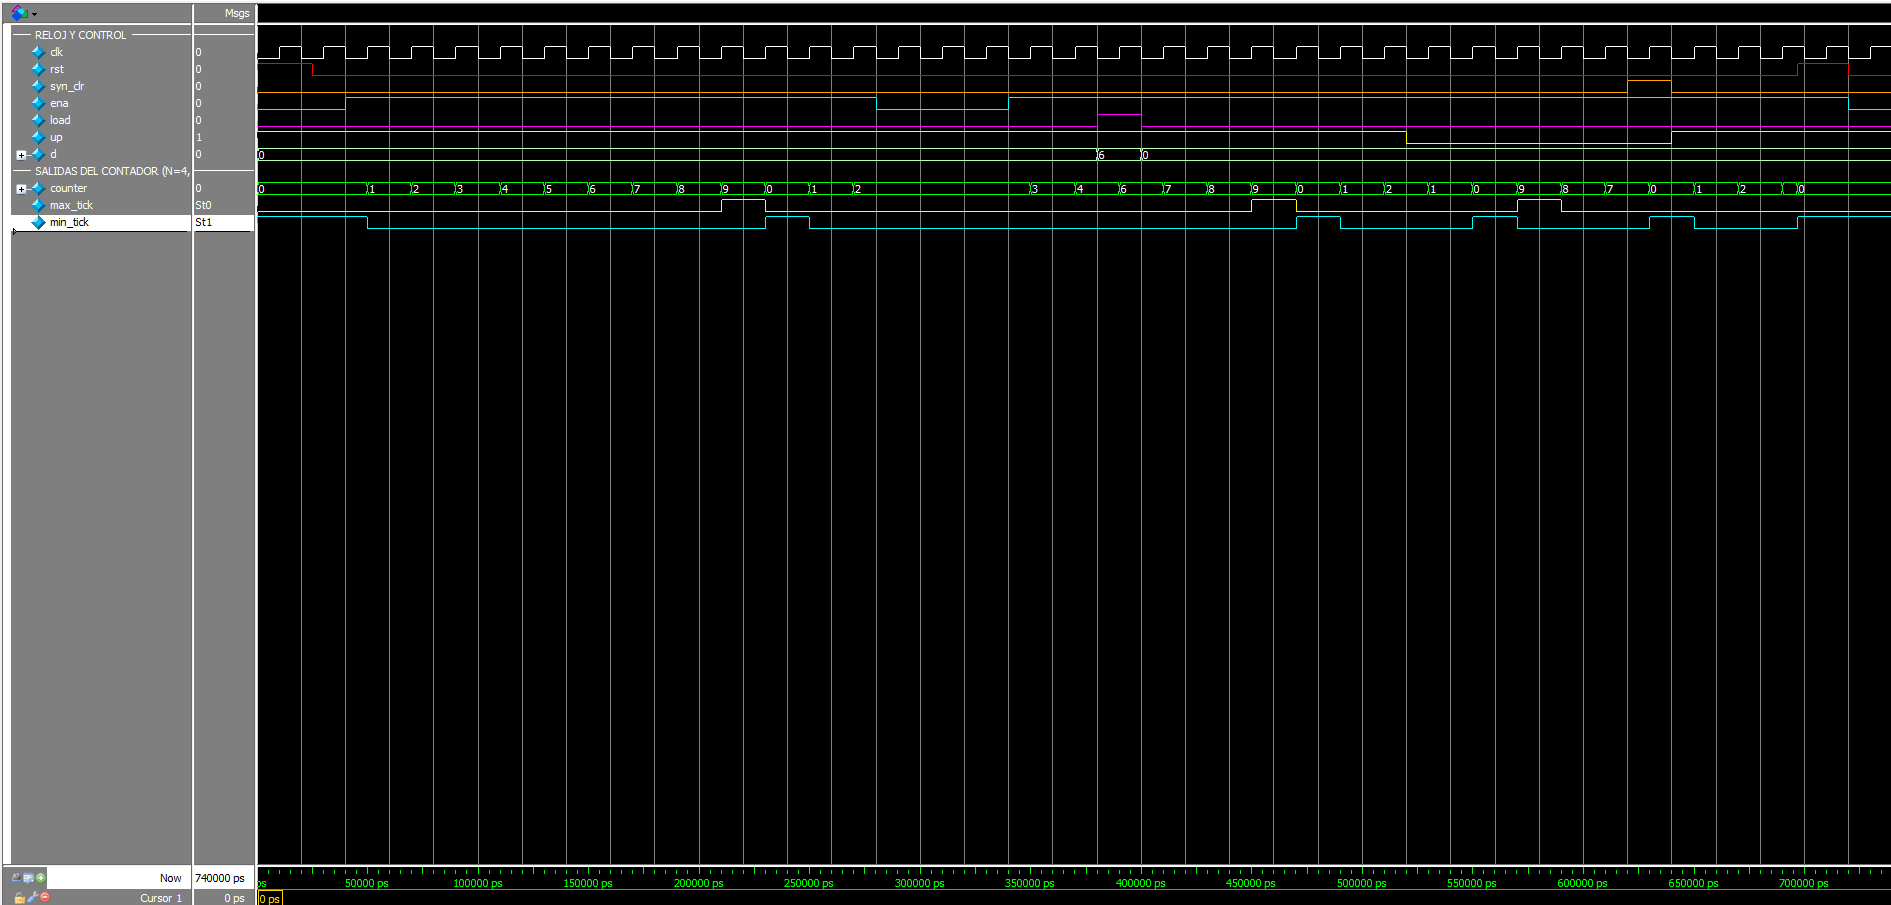 Msgs
RELOJ Y CONTROL
clk 0
rst 0
syn_clr 0
ena 0
load 0
up 1
d 0 0 6 0
SALIDAS DEL CONTADOR (N=4,
counter 0 0 1 2 3 4 5 6 7 8 9 0 1 2 3 4 6 7 8 9 0 1 2 1 0 9 8 7 0 1 2 0
max_tick St0
min_tick St1
Now 740000 ps ps 50000 ps 100000 ps 150000 ps 200000 ps 250000 ps 300000 ps 350000 ps 400000 ps 450000 ps 500000 ps 550000 ps 600000 ps 650000 ps 700000 ps
Cursor 1 0 ps 0 ps